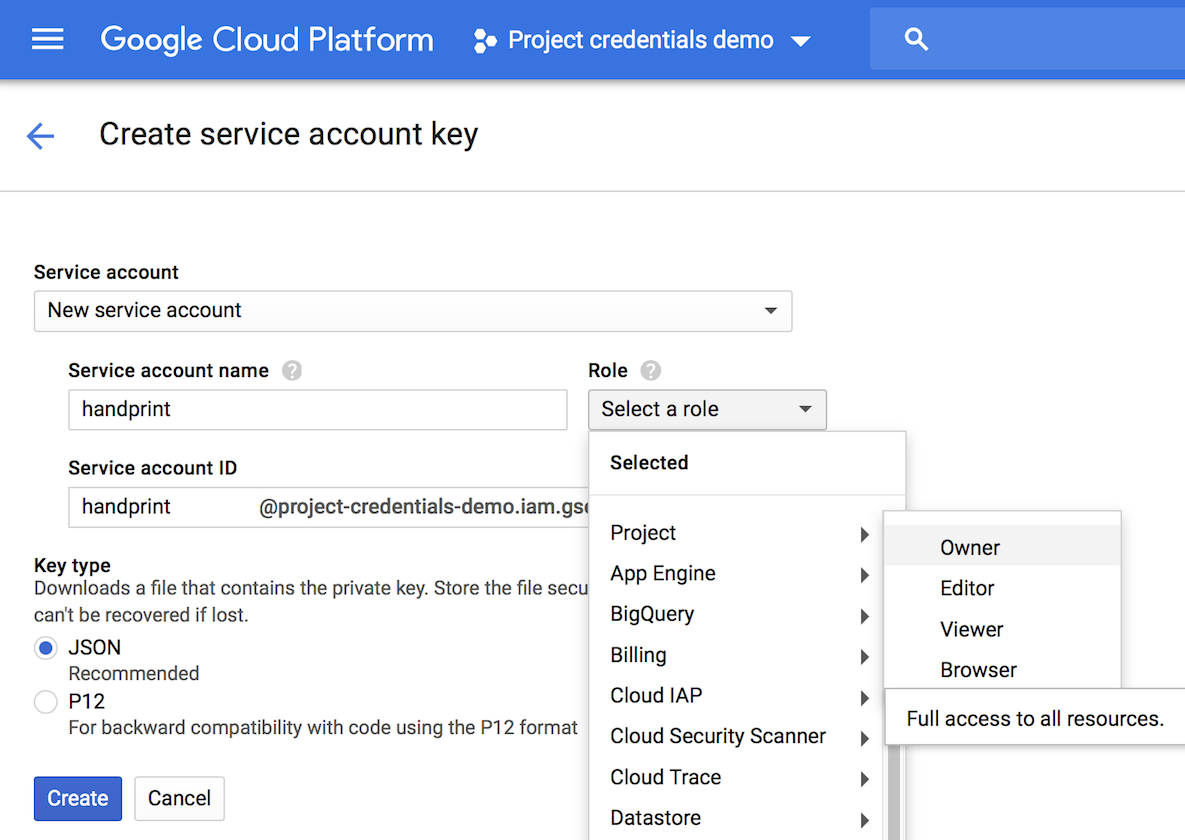 Google Cloud Platform
Project credentials demo
Create service account key
Service account
New service account
Service account name ?
handprint
Role ?
Select a role
Selected
Service account ID
handprint @project-credentials-demo.iam.gse
Key type
Downloads a file that contains the private key. Store the file secu
can't be recovered if lost.
JSON
Recommended
P12
For backward compatibility with code using the P12 format
Create Cancel
Project
App Engine
BigQuery
Billing
Cloud IAP
Cloud Security Scanner
Cloud Trace
Datastore
Owner
Editor
Viewer
Browser
Full access to all resources.